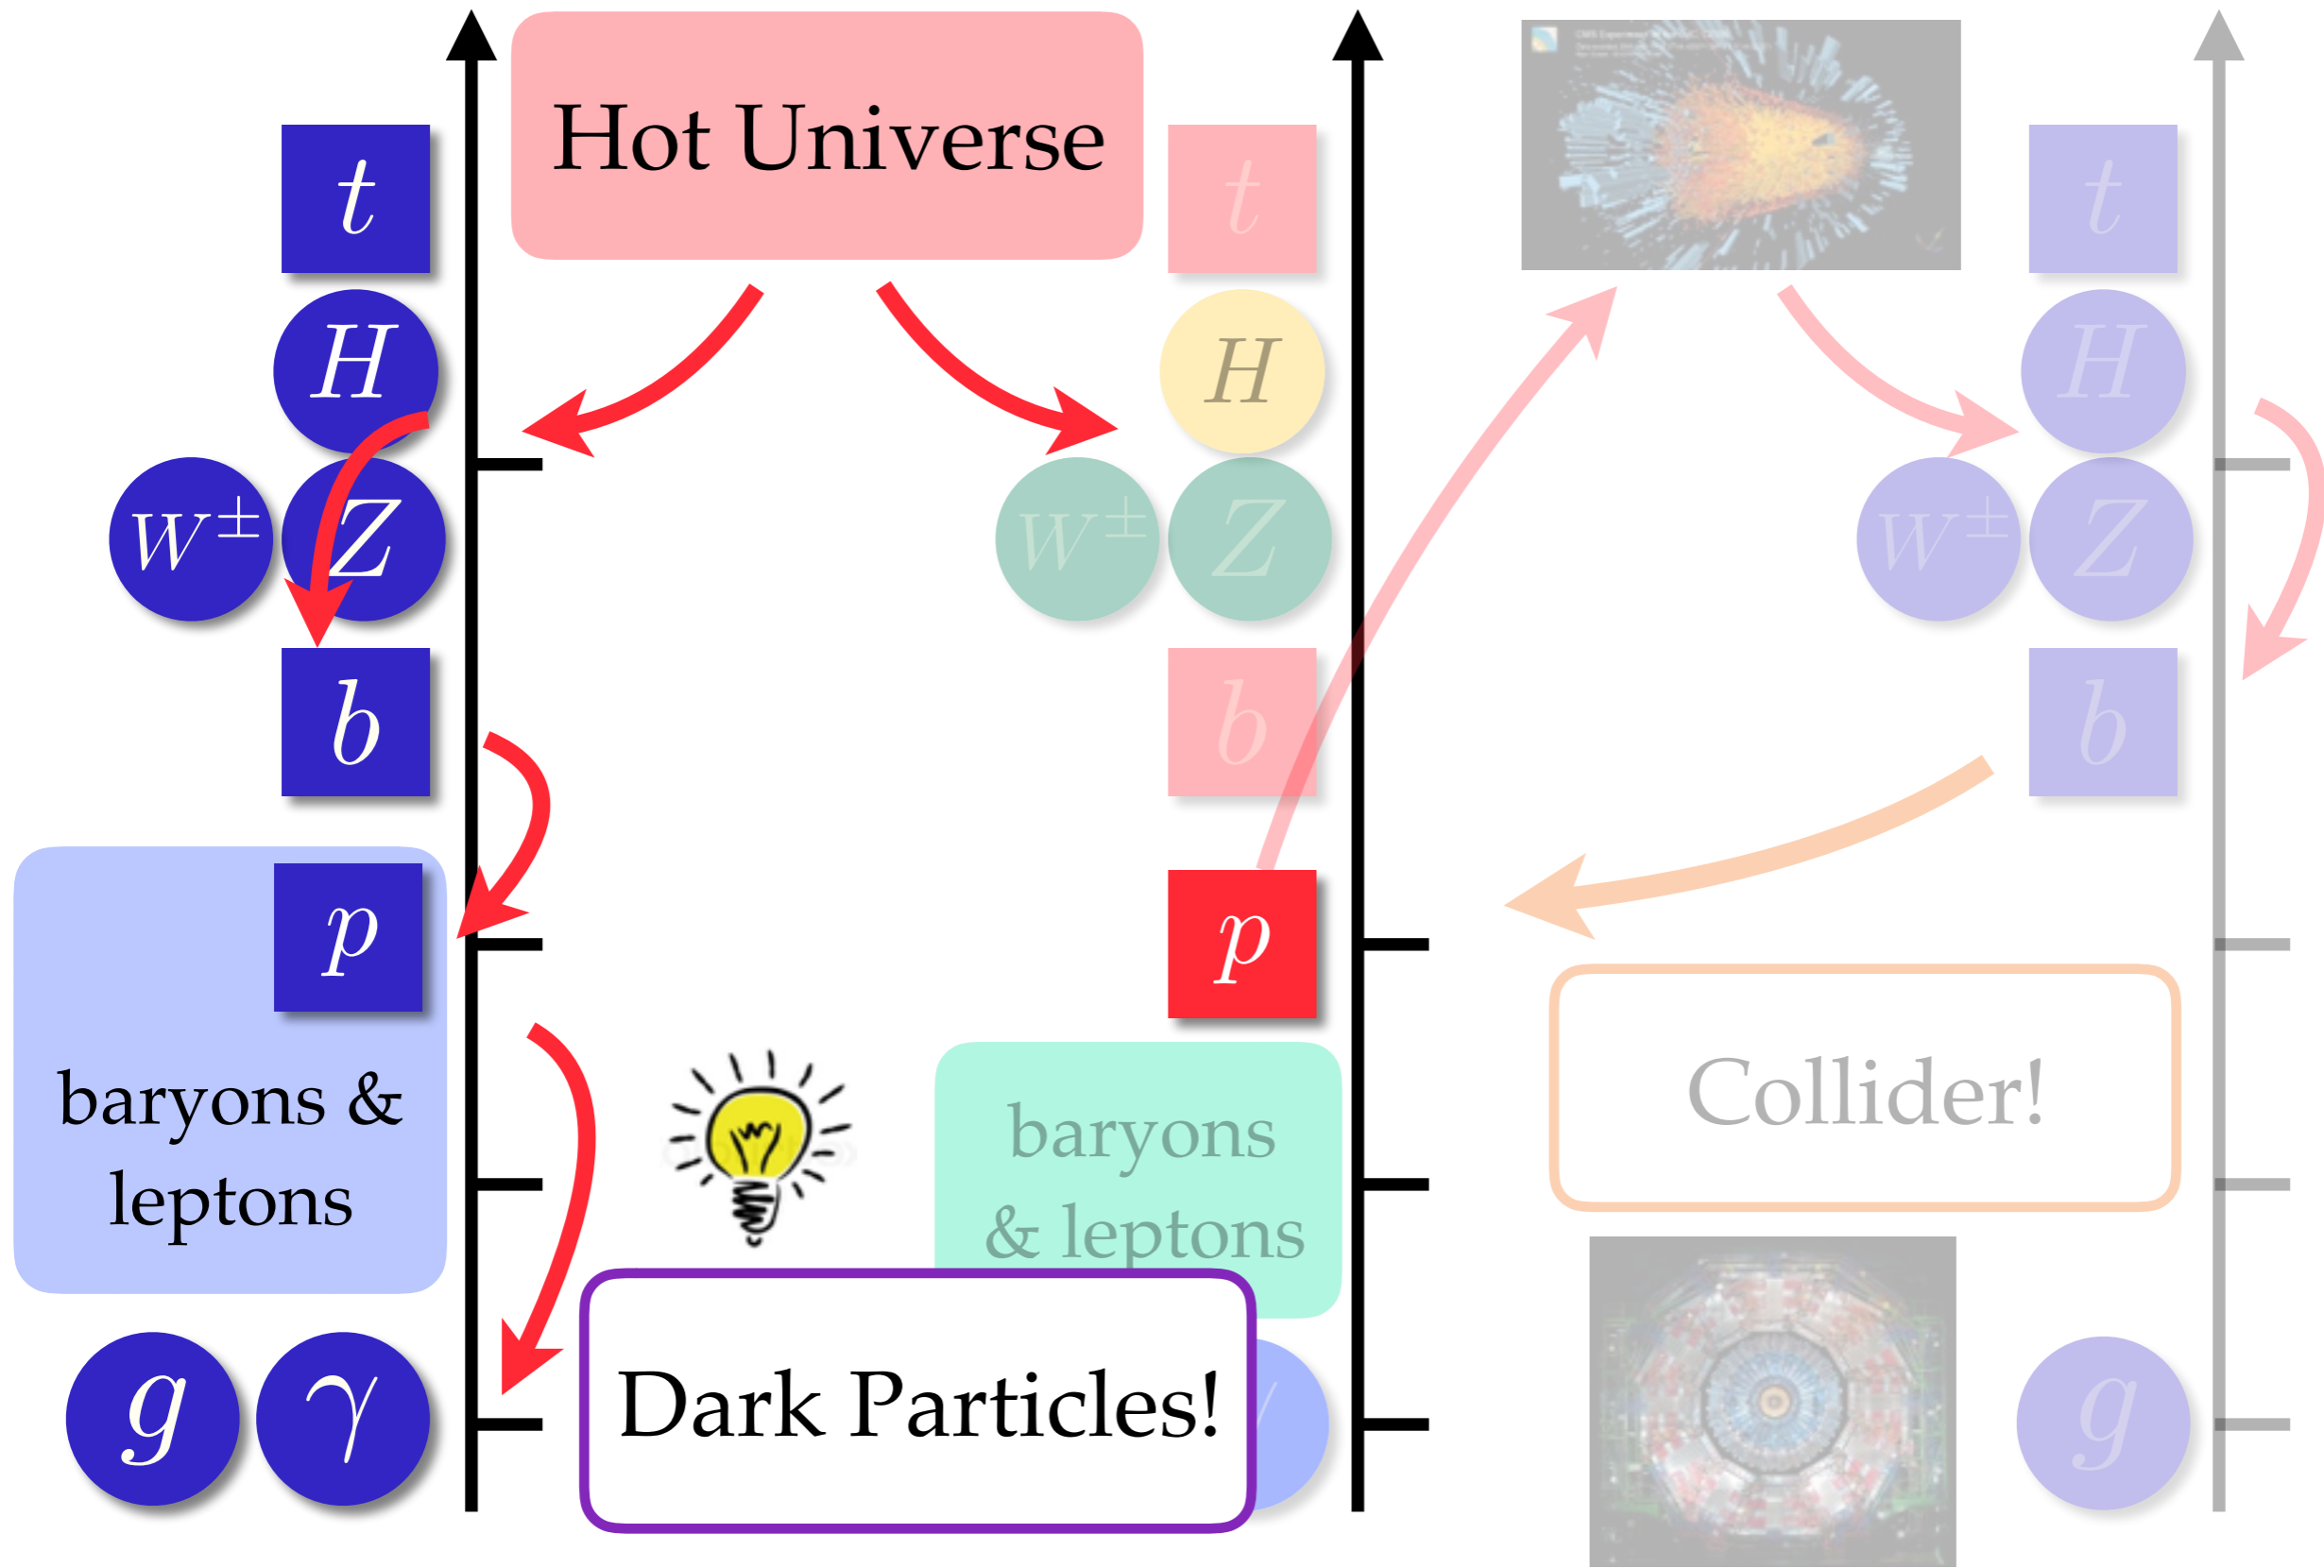 Hot Universe
t
H
W±
Z
b
p
baryons &
leptons
g
γ
t
H
W±
Z
b
p
baryons
& leptons
Dark Particles!
t
H
W±
Z
b
Collider!
g